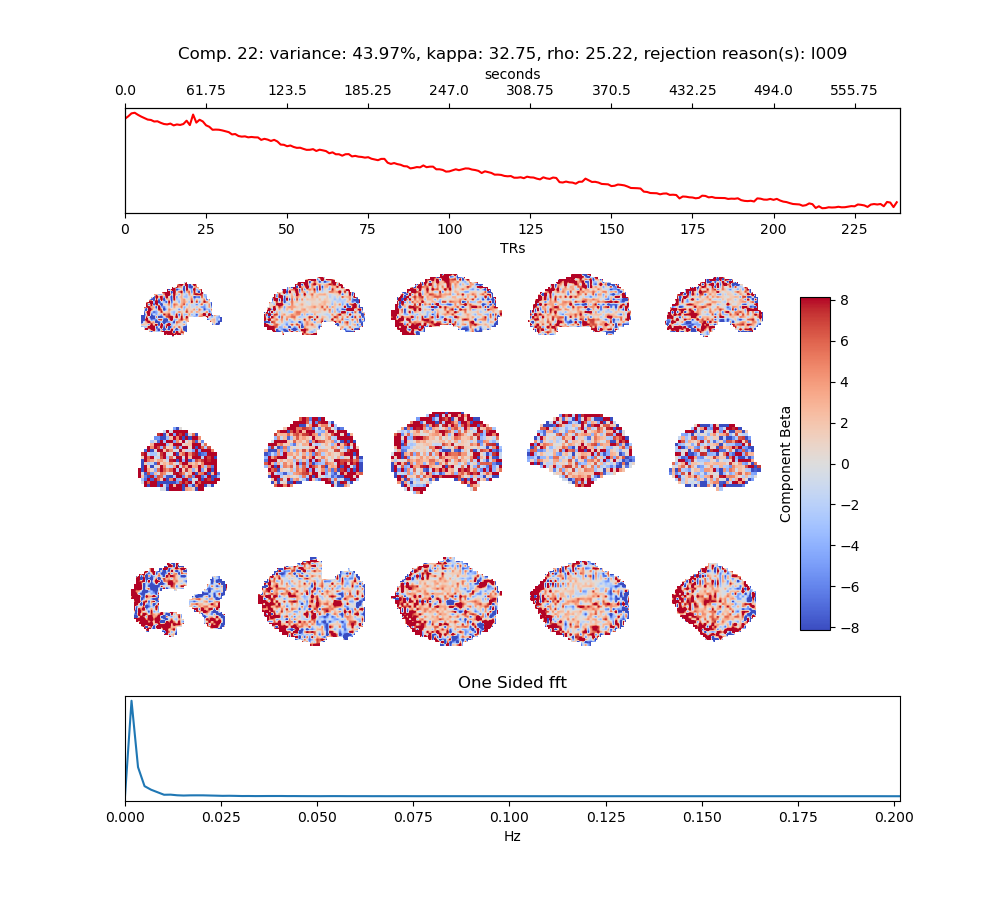 Comp. 22: variance: 43.97%, kappa: 32.75, rho: 25.22, rejection reason(s): I009
seconds
0.0 61.75 123.5 185.25 247.0 308.75 370.5 432.25 494.0 555.75
0 25 50 75 100 125 150 175 200 225
TRs
8
6
4
2
0
−2
−4
−6
−8
Component Beta
One Sided fft
0.000 0.025 0.050 0.075 0.100 0.125 0.150 0.175 0.200
Hz